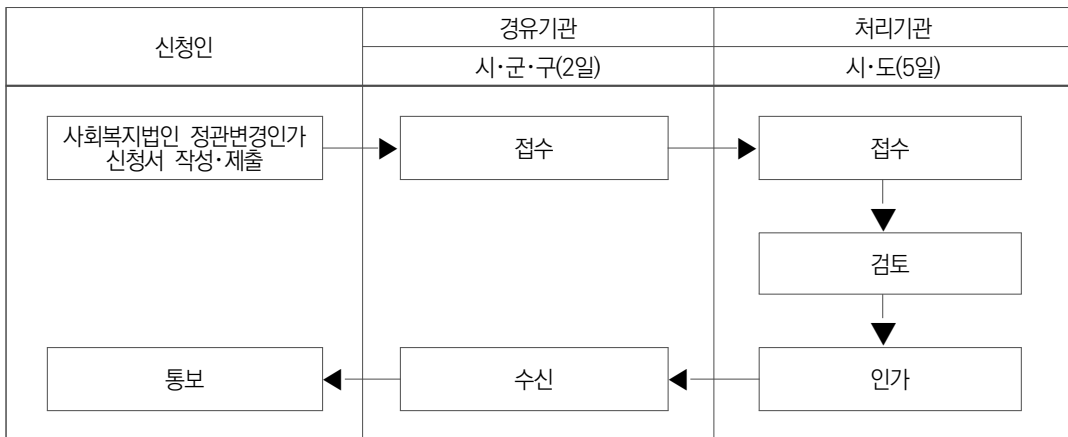 신청인
경유기관
처리기관
시·군·구(2일)
시·도(5일)
사회복지법인 정관변경인가
신청서 작성·제출
접수
접수
검토
통보
수신
인가